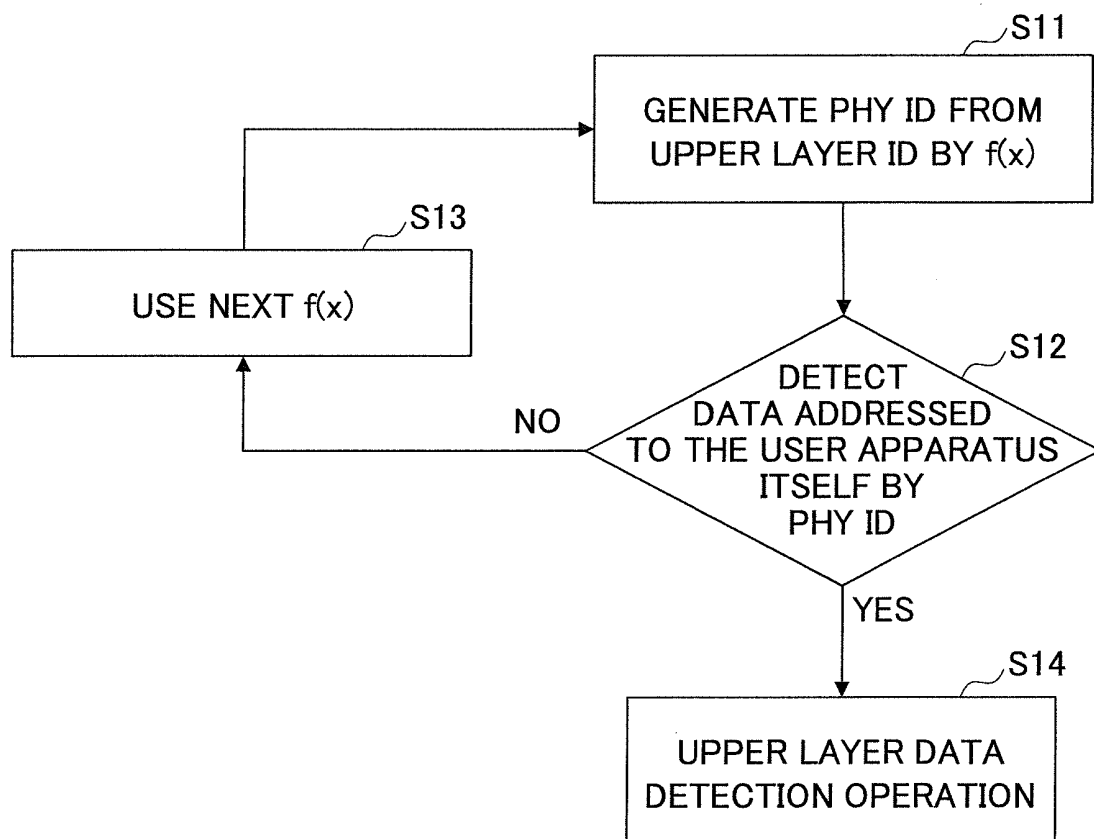 S11
GENERATE PHY ID FROM
UPPER LAYER ID BY f(x)
S13
USE NEXT f(x)
S12
DETECT
DATA ADDRESSED
TO THE USER APPARATUS
ITSELF BY
PHY ID
NO
YES
S14
UPPER LAYER DATA
DETECTION OPERATION